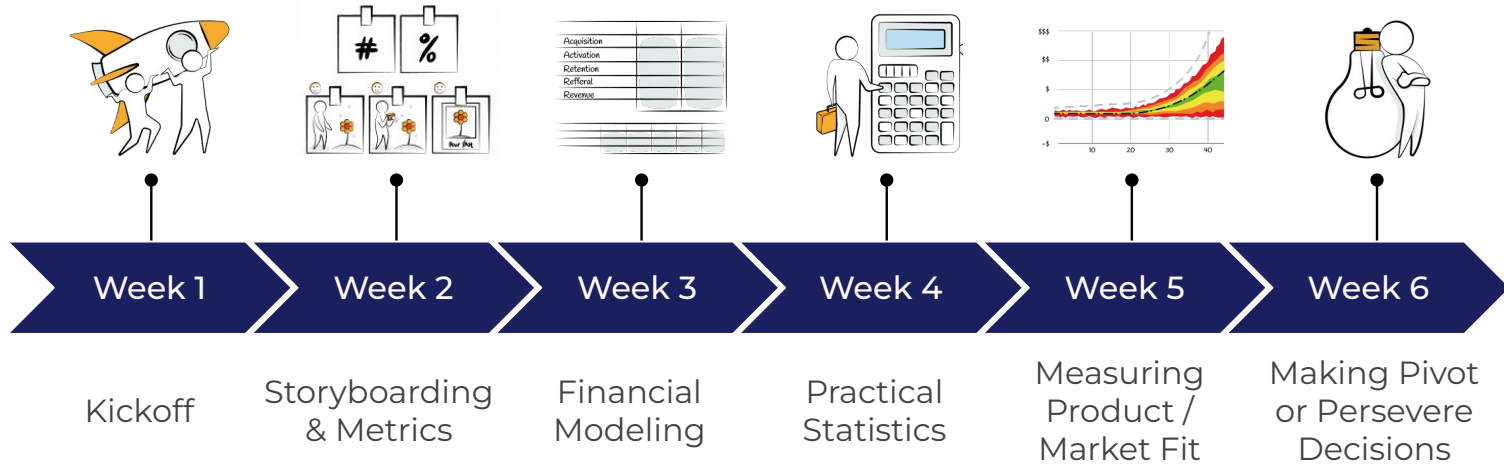 #
%
Your Shop
Acquisition
Activation
Retention
Refferal
Revenue
$$$
$$
$
0
-$
10
20
30
40
Week 1
Week 2
Week 3
Week 4
Week 5
Week 6
Kickoff
Storyboarding
& Metrics
Financial
Modeling
Practical
Statistics
Measuring
Product /
Market Fit
Making Pivot
or Persevere
Decisions